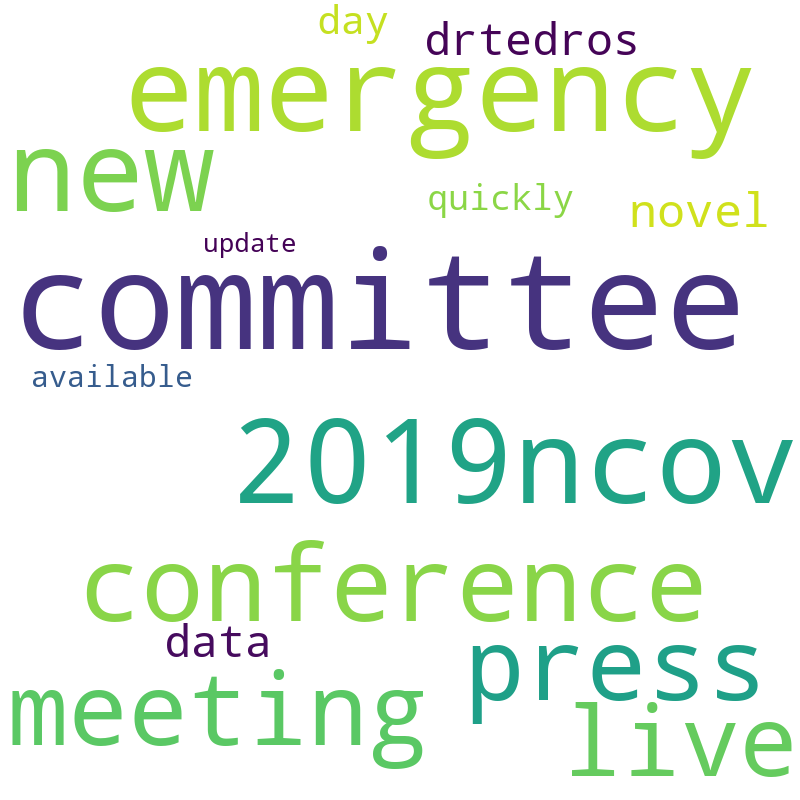 day
drtedros
emergency
new
quickly
novel
update
committee
available
2019ncov
conference
data
press
meeting
live